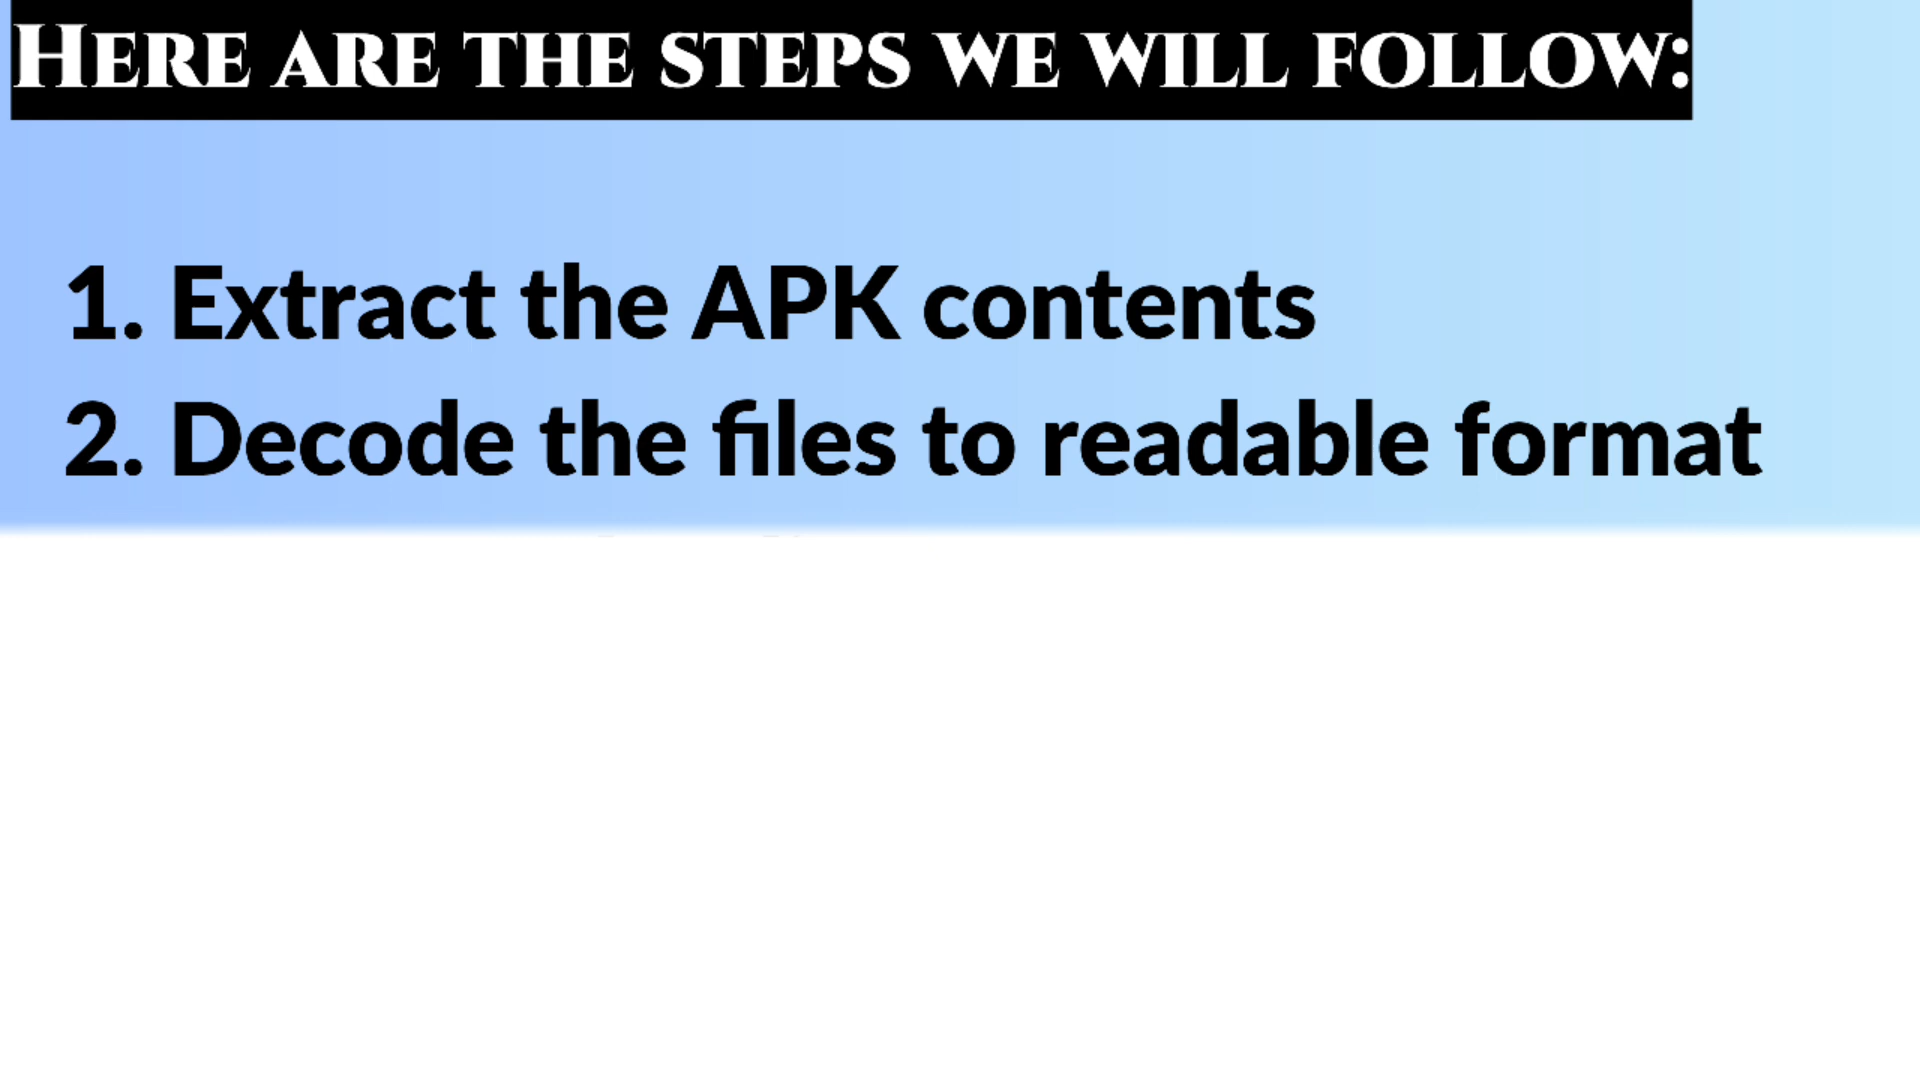 HERE ARE THE STEPS WE WILL FOLLOW:
1. Extract the APK contents
2. Decode the files to readable format